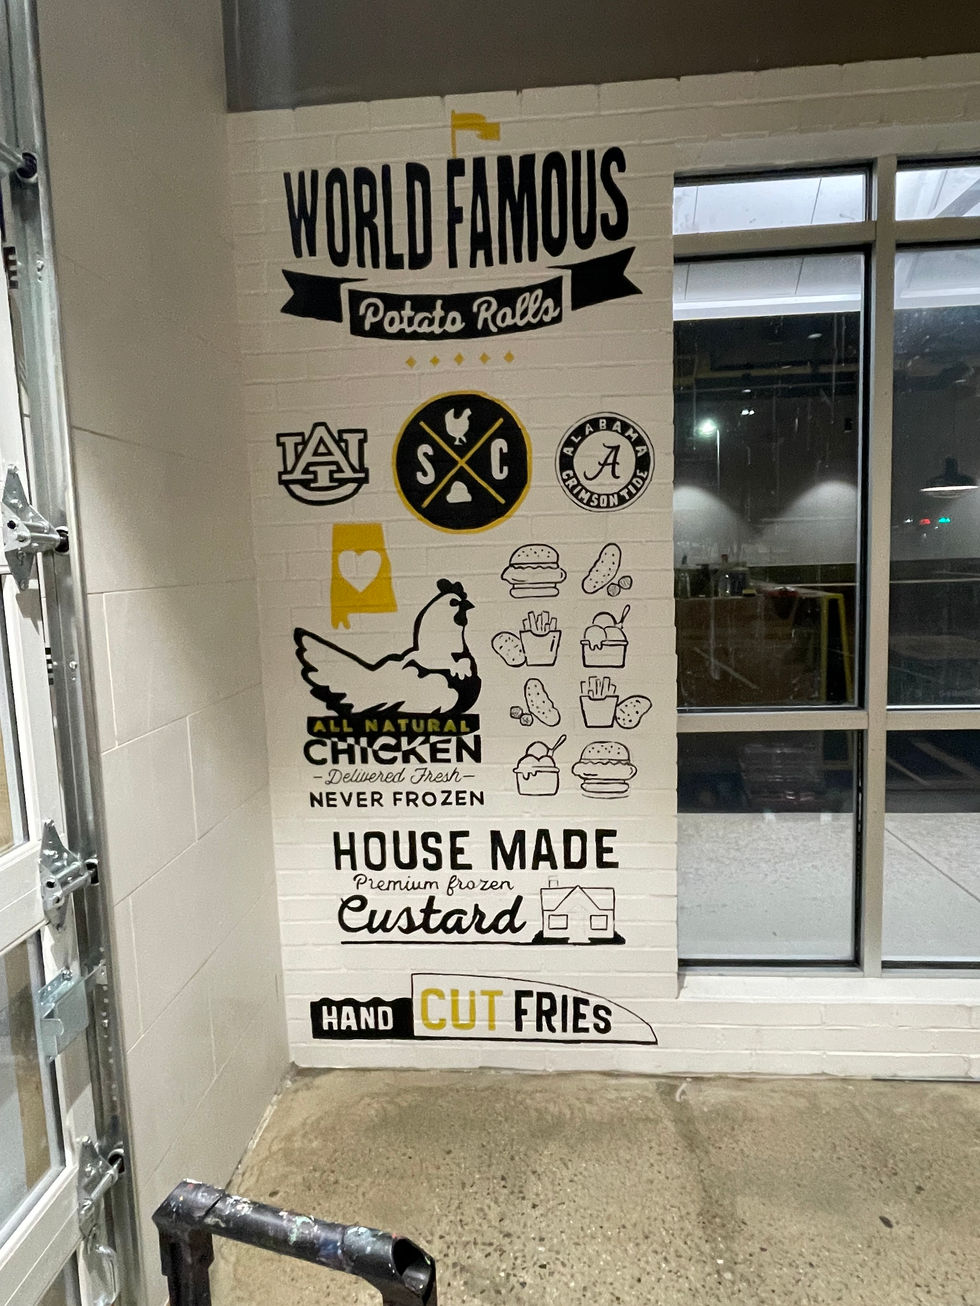 WORLD FAMOUS
Potato Rolls
AU
S C
ALABAMA
A
CRIMSON TIDE
ALL NATURAL
CHICKEN
-Delivered Fresh-
NEVER FROZEN
HOUSE MADE
Premium frozen
Custard
HAND CUT FRIES